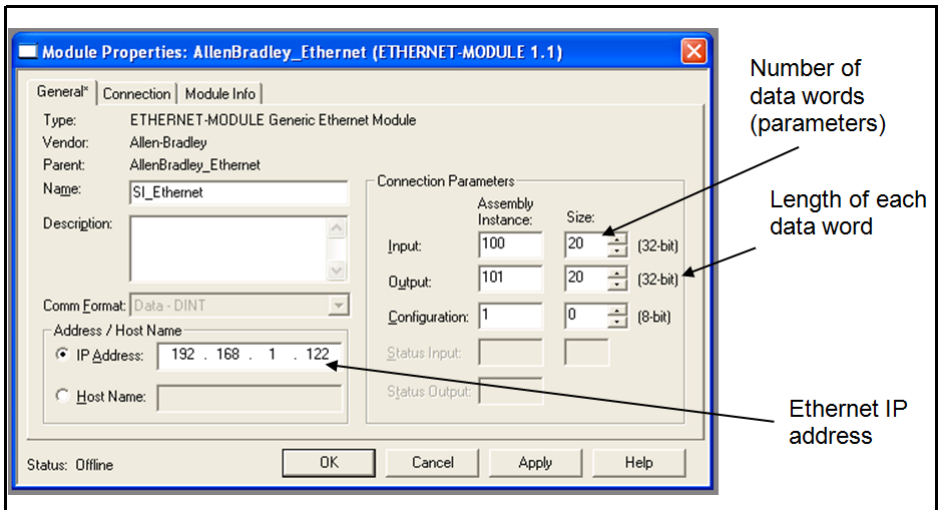 Module Properties: AllenBradley_Ethernet (ETHERNET-MODULE 1.1)
General* Connection Module Info
Type: ETHERNET-MODULE Generic Ethernet Module
Vendor: Allen-Bradley
Parent: AllenBradley_Ethernet
Name: SI_Ethernet
Description:
Comm Format: Data - DINT
Address / Host Name
IP Address: 192 . 168 . 1 . 122
Host Name:
Connection Parameters
Assembly
Instance: Size:
Input: 100 20 (32-bit)
Output: 101 20 (32-bit)
Configuration: 1 0 (8-bit)
Status Input:
Status Output:
Status: Offline OK Cancel Apply Help
Number of
data words
(parameters)
Length of each
data word
Ethernet IP
address